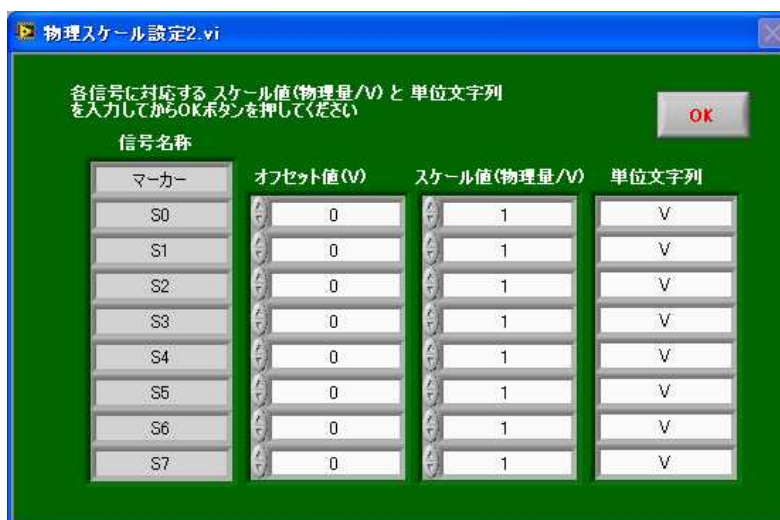 物理スケール設定2.vi
各信号に対応する スケール値(物理量/V) と 単位文字列
を入力してからOKボタンを押してください
OK
信号名称
マーカー オフセット値(V) スケール値(物理量/V) 単位文字列
S0 0 1 V
S1 0 1 V
S2 0 1 V
S3 0 1 V
S4 0 1 V
S5 0 1 V
S6 0 1 V
S7 0 1 V